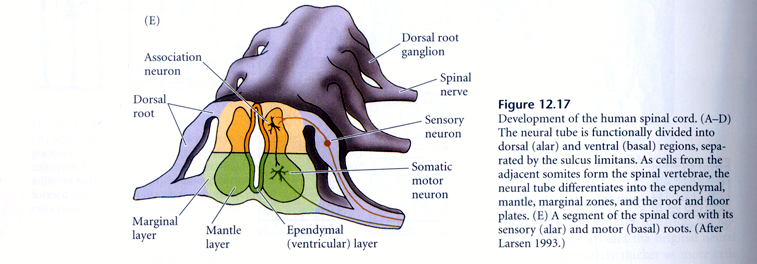 (E)
Dorsal root
ganglion
Association
neuron
Spinal
nerve
Dorsal
root
Sensory
neuron
Somatic
motor
neuron
Marginal
layer
Mantle
layer
Ependymal
(ventricular) layer
Figure 12.17
Development of the human spinal cord. (A–D)
The neural tube is functionally divided into
dorsal (alar) and ventral (basal) regions, sepa-
rated by the sulcus limitans. As cells from the
adjacent somites form the spinal vertebrae, the
neural tube differentiates into the ependymal,
mantle, marginal zones, and the roof and floor
plates. (E) A segment of the spinal cord with its
sensory (alar) and motor (basal) roots. (After
Larsen 1993.)